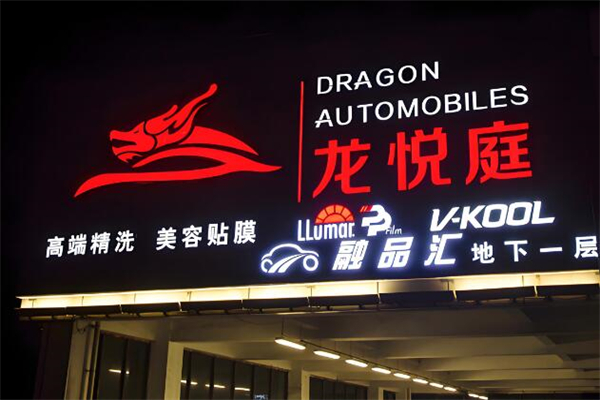 DRAGON
AUTOMOBILES
龙悦庭
高端精洗 美容贴膜
LLumar Film V-KOOL
融品汇 地下一层